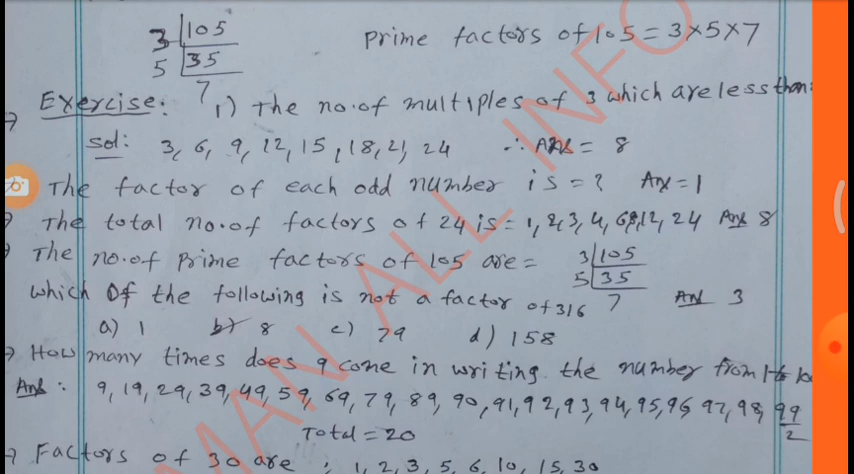 3 105 Prime factors of 105 = 3×5×7
5 35
7
→ Exercise: 1) The no.of multiples of 3 which are less than
Sol: 3, 6, 9, 12, 15, 18, 21, 24 ∴ Ans = 8
The factor of each odd number is = ? Ans = 1
The total no.of factors of 24 is = 1, 2, 3, 4, 6, 8, 12, 24 Ans 8
The no.of Prime factors of 105 are = 3 105
5 35
which Of the following is not a factor of 316 7 Ans 3
a) 1 b) 8 c) 79 d) 158
→ How many times does 9 come in writing the number from 1 to
Ans : 9, 19, 29, 39, 49, 59, 69, 79, 89, 90, 91, 92, 93, 94, 95, 96, 97, 98, 99
2
Total = 20
→ Factors of 30 are : 1, 2, 3, 5, 6, 10, 15, 30
MAN ALL INFO